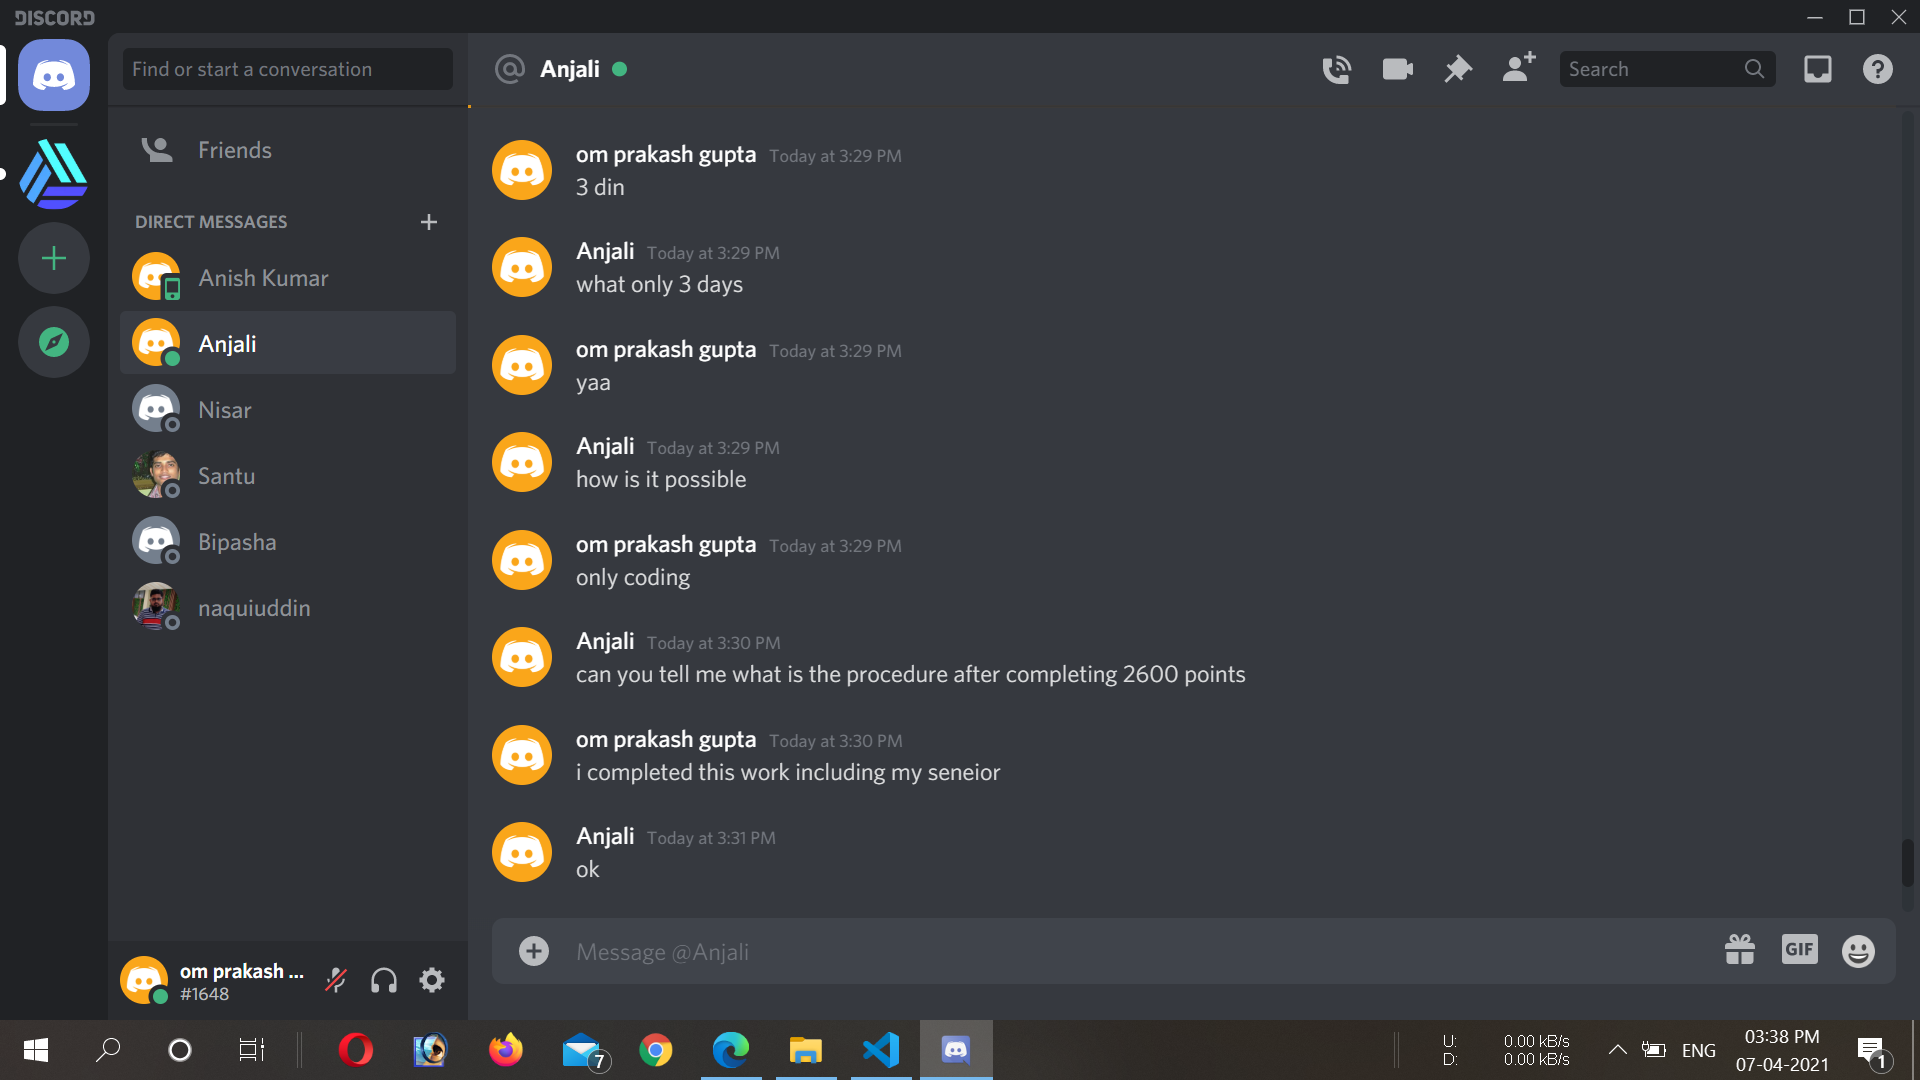 DISCORD
Find or start a conversation
Anjali
Search
Friends
DIRECT MESSAGES
Anish Kumar
Anjali
Nisar
Santu
Bipasha
naquiuddin
om prakash gupta Today at 3:29 PM
3 din
Anjali Today at 3:29 PM
what only 3 days
om prakash gupta Today at 3:29 PM
yaa
Anjali Today at 3:29 PM
how is it possible
om prakash gupta Today at 3:29 PM
only coding
Anjali Today at 3:30 PM
can you tell me what is the procedure after completing 2600 points
om prakash gupta Today at 3:30 PM
i completed this work including my seneior
Anjali Today at 3:31 PM
ok
Message @Anjali
GIF
om prakash ...
#1648
7
U: 0.00 kB/s
D: 0.00 kB/s
ENG
03:38 PM
07-04-2021
1